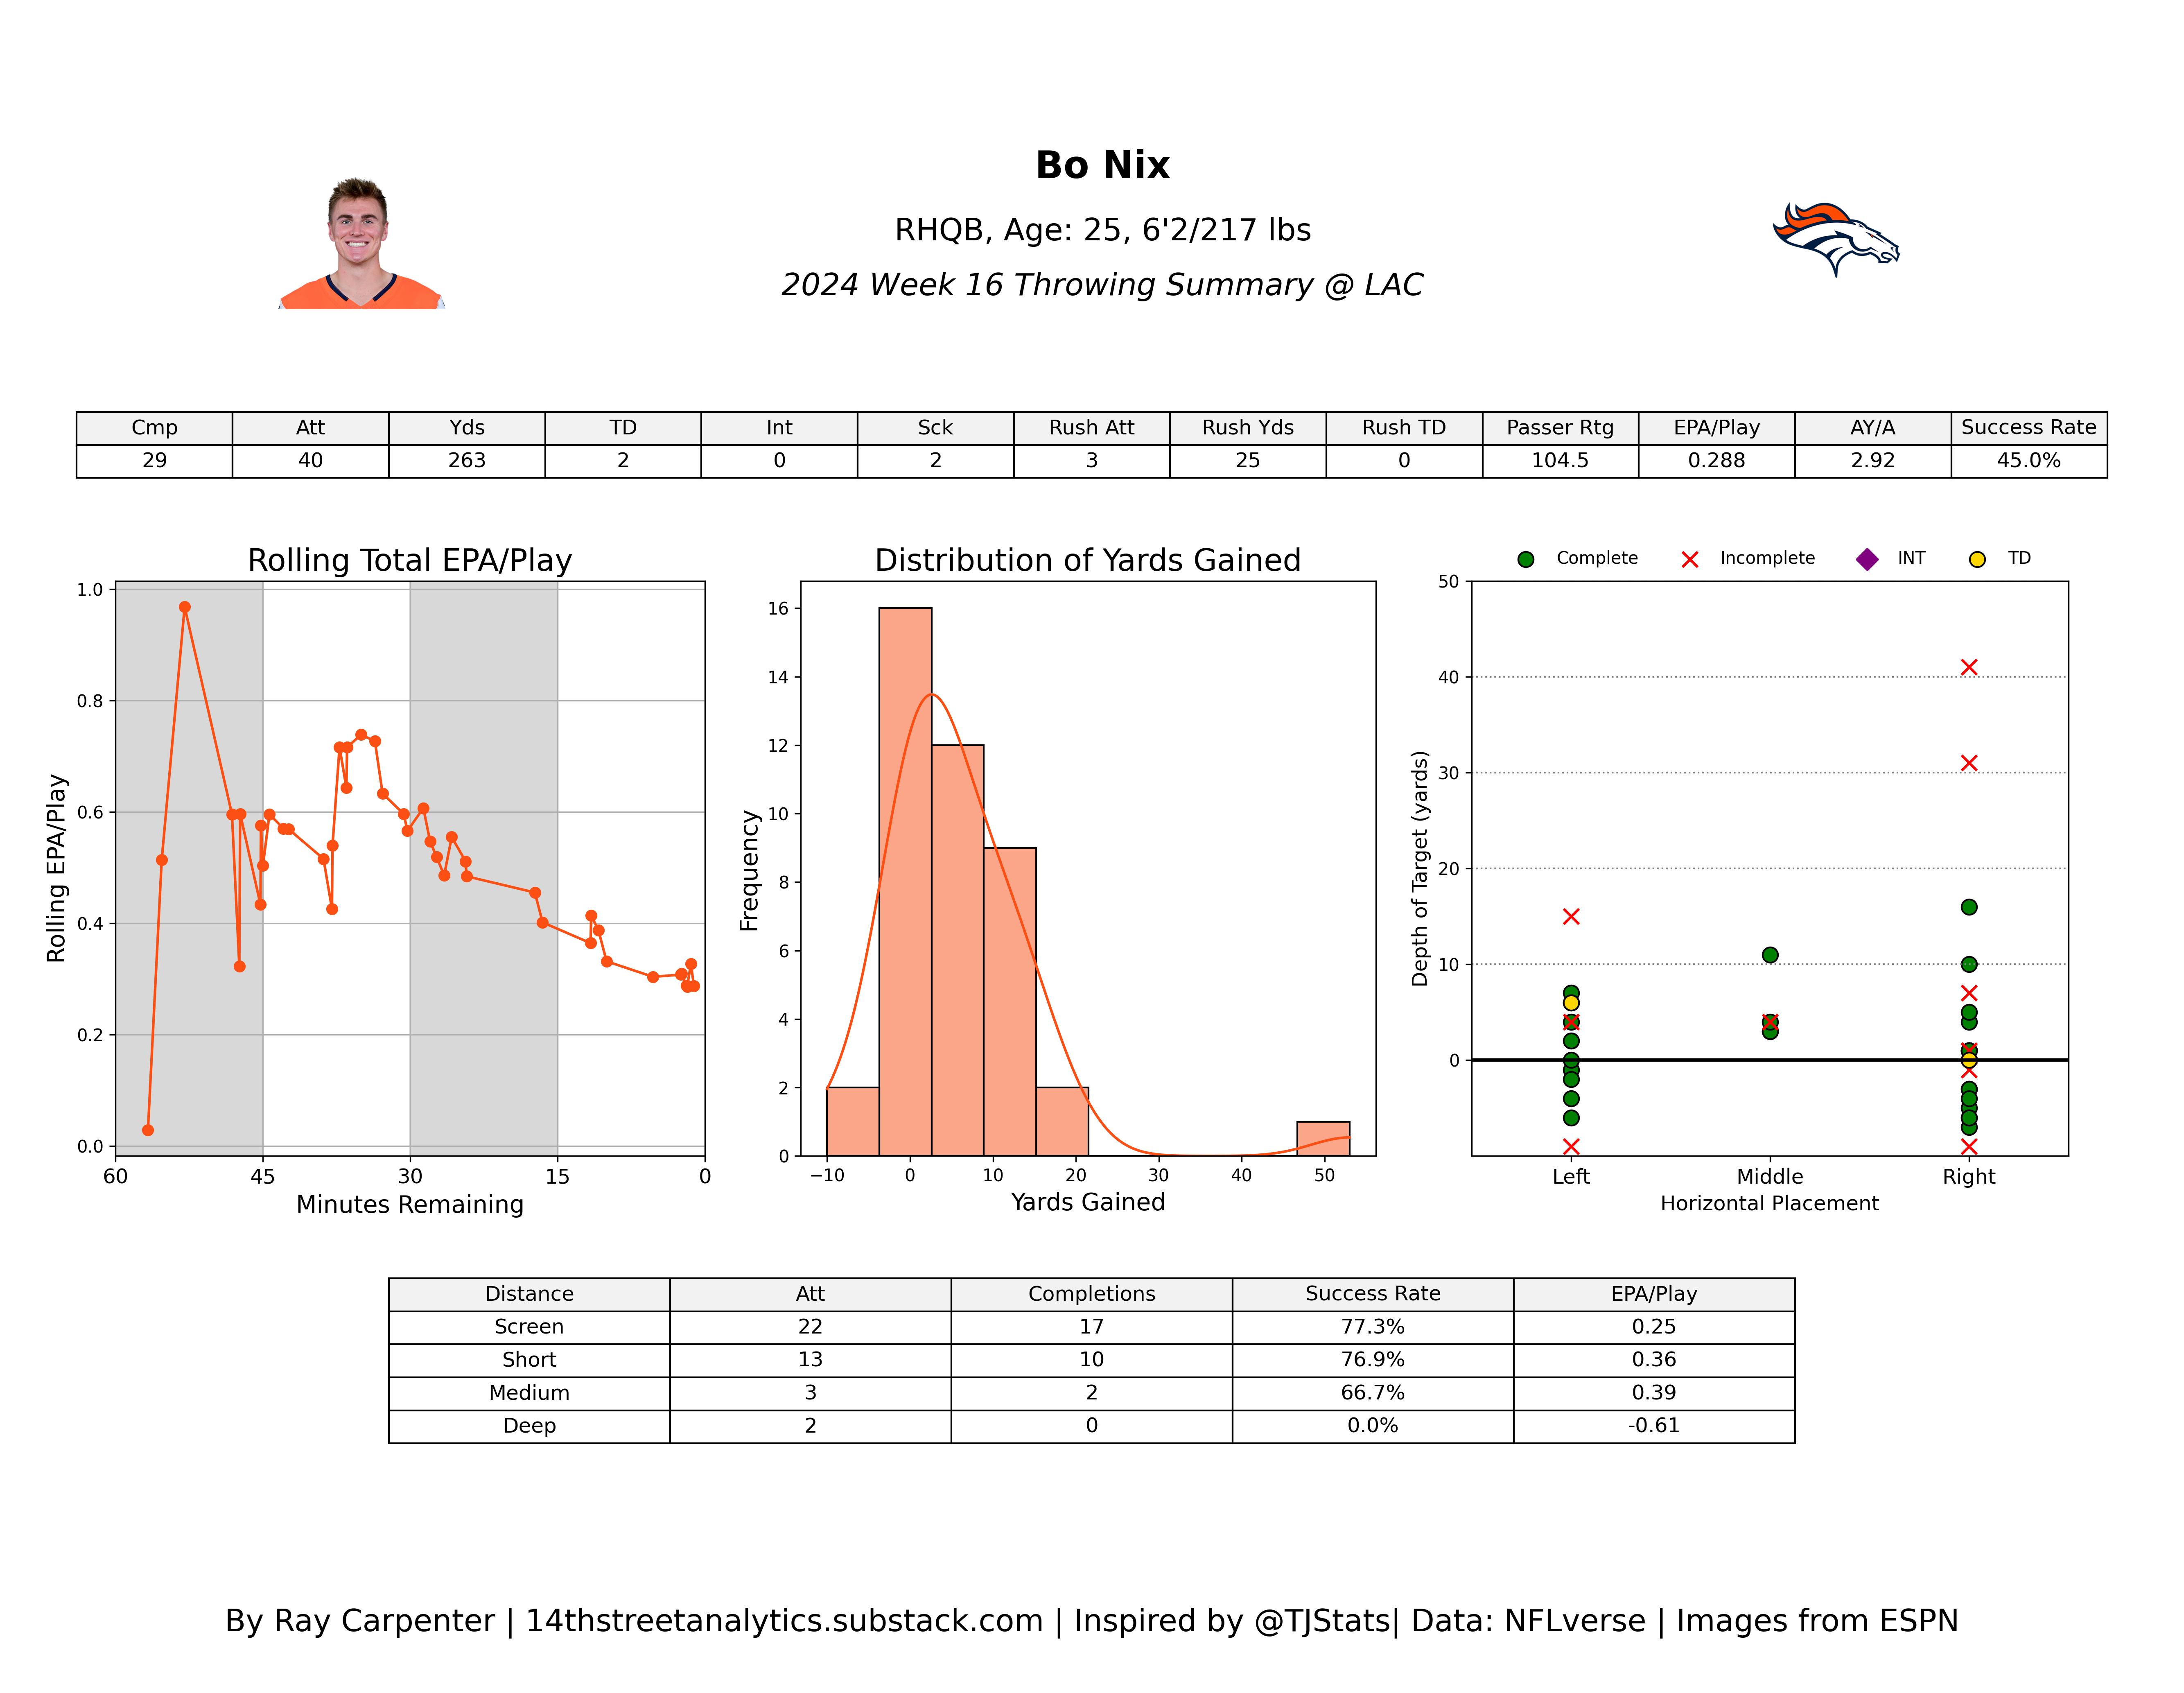 Bo Nix
RHQB, Age: 25, 6'2/217 lbs
2024 Week 16 Throwing Summary @ LAC
Cmp Att Yds TD Int Sck Rush Att Rush Yds Rush TD Passer Rtg EPA/Play AY/A Success Rate
29 40 263 2 0 2 3 25 0 104.5 0.288 2.92 45.0%
Rolling Total EPA/Play
1.0
0.8
0.6
0.4
0.2
0.0
Rolling EPA/Play
60 45 30 15 0
Minutes Remaining
Distribution of Yards Gained
16
14
12
10
8
6
4
2
0
Frequency
−10 0 10 20 30 40 50
Yards Gained
Complete Incomplete INT TD
50
40
30
20
10
0
Depth of Target (yards)
Left Middle Right
Horizontal Placement
Distance Att Completions Success Rate EPA/Play
Screen 22 17 77.3% 0.25
Short 13 10 76.9% 0.36
Medium 3 2 66.7% 0.39
Deep 2 0 0.0% -0.61
By Ray Carpenter | 14thstreetanalytics.substack.com | Inspired by @TJStats| Data: NFLverse | Images from ESPN